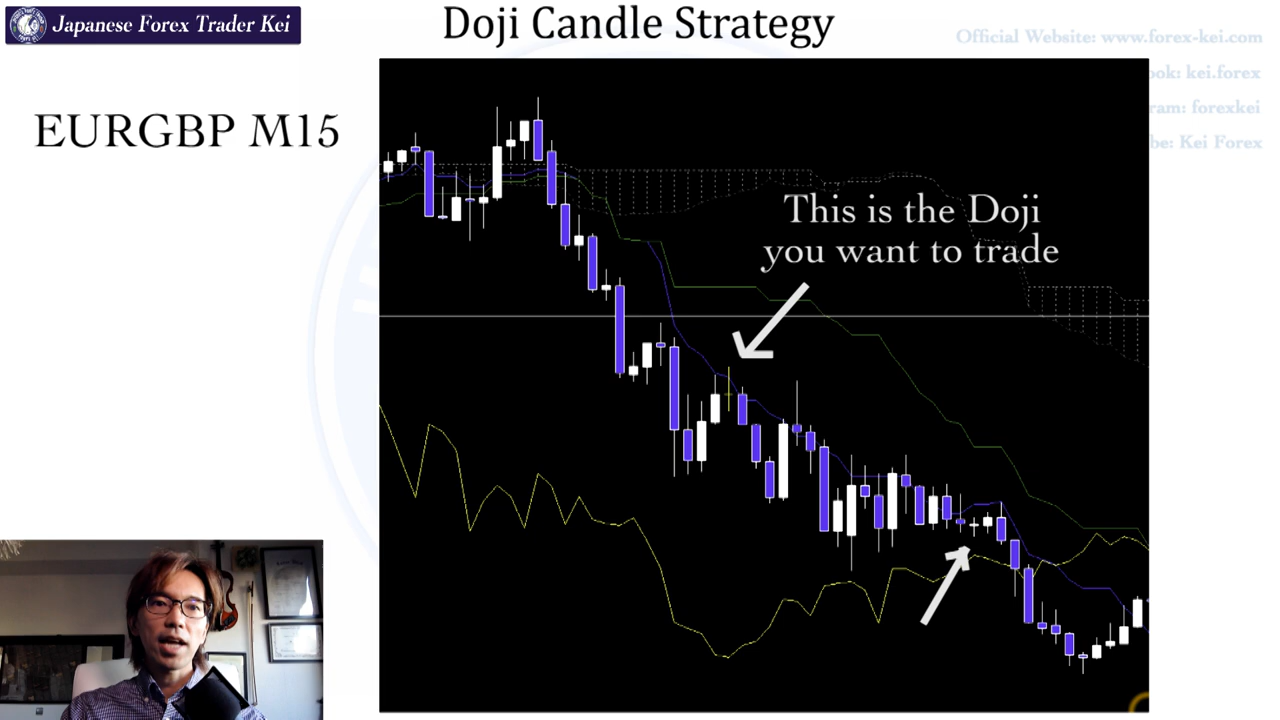 Japanese Forex Trader Kei
Doji Candle Strategy
Official Website: www.forex-kei.com
ook: kei.forex
ram: forexkei
be: Kei Forex
EURGBP M15
This is the Doji
you want to trade